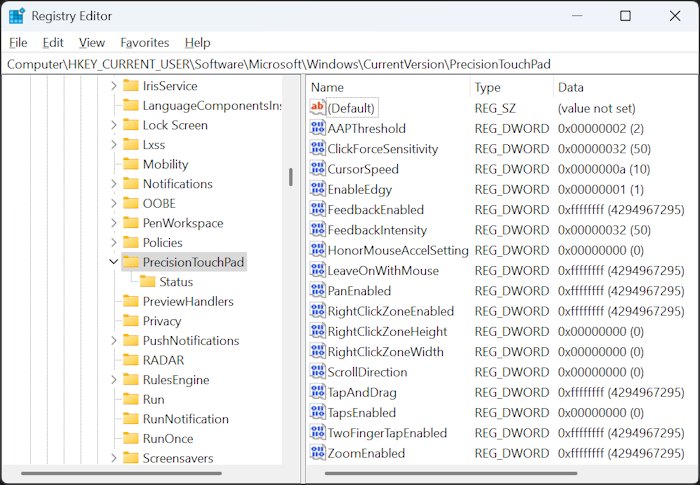 Registry Editor
File Edit View Favorites Help
Computer\HKEY_CURRENT_USER\Software\Microsoft\Windows\CurrentVersion\PrecisionTouchPad
IrisService
LanguageComponentsIns
Lock Screen
Lxss
Mobility
Notifications
OOBE
PenWorkspace
Policies
PrecisionTouchPad
Status
PreviewHandlers
Privacy
PushNotifications
RADAR
RulesEngine
Run
RunNotification
RunOnce
Screensavers
Name Type Data
(Default) REG_SZ (value not set)
AAPThreshold REG_DWORD 0x00000002 (2)
ClickForceSensitivity REG_DWORD 0x00000032 (50)
CursorSpeed REG_DWORD 0x0000000a (10)
EnableEdgy REG_DWORD 0x00000001 (1)
FeedbackEnabled REG_DWORD 0xffffffff (4294967295)
FeedbackIntensity REG_DWORD 0x00000032 (50)
HonorMouseAccelSetting REG_DWORD 0x00000000 (0)
LeaveOnWithMouse REG_DWORD 0xffffffff (4294967295)
PanEnabled REG_DWORD 0xffffffff (4294967295)
RightClickZoneEnabled REG_DWORD 0xffffffff (4294967295)
RightClickZoneHeight REG_DWORD 0x00000000 (0)
RightClickZoneWidth REG_DWORD 0x00000000 (0)
ScrollDirection REG_DWORD 0x00000000 (0)
TapAndDrag REG_DWORD 0xffffffff (4294967295)
TapsEnabled REG_DWORD 0x00000000 (0)
TwoFingerTapEnabled REG_DWORD 0xffffffff (4294967295)
ZoomEnabled REG_DWORD 0xffffffff (4294967295)